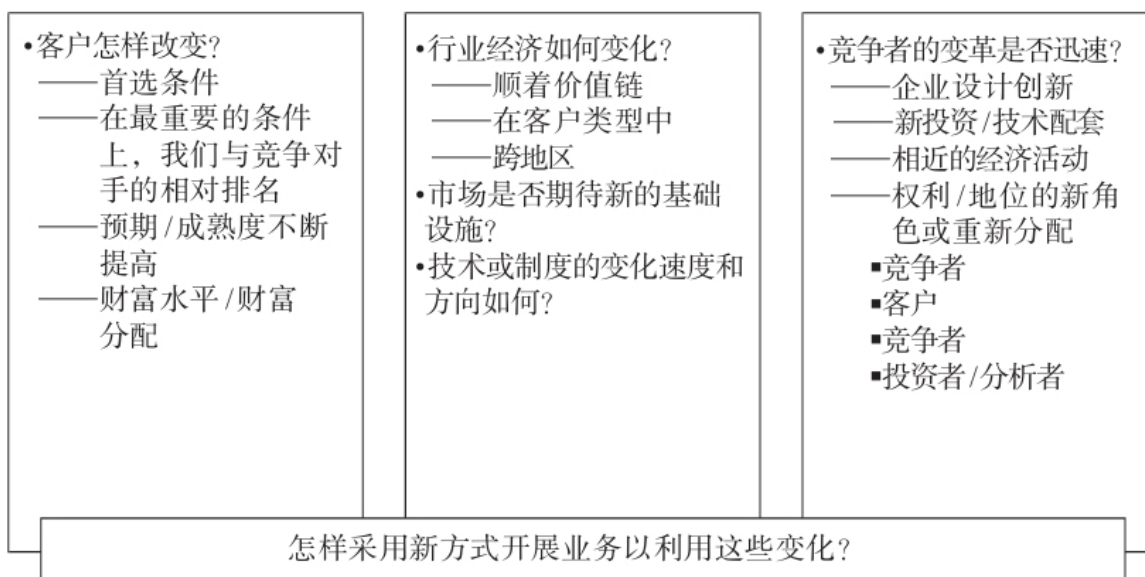 •客户怎样改变？
——首选条件
——在最重要的条件
上，我们与竞争对
手的相对排名
——预期/成熟度不断
提高
——财富水平/财富
分配
•行业经济如何变化？
——顺着价值链
——在客户类型中
——跨地区
•市场是否期待新的基础
设施？
•技术或制度的变化速度和
方向如何？
•竞争者的变革是否迅速？
——企业设计创新
——新投资/技术配套
——相近的经济活动
——权利/地位的新角
色或重新分配
▪竞争者
▪客户
▪竞争者
▪投资者/分析者
怎样采用新方式开展业务以利用这些变化？